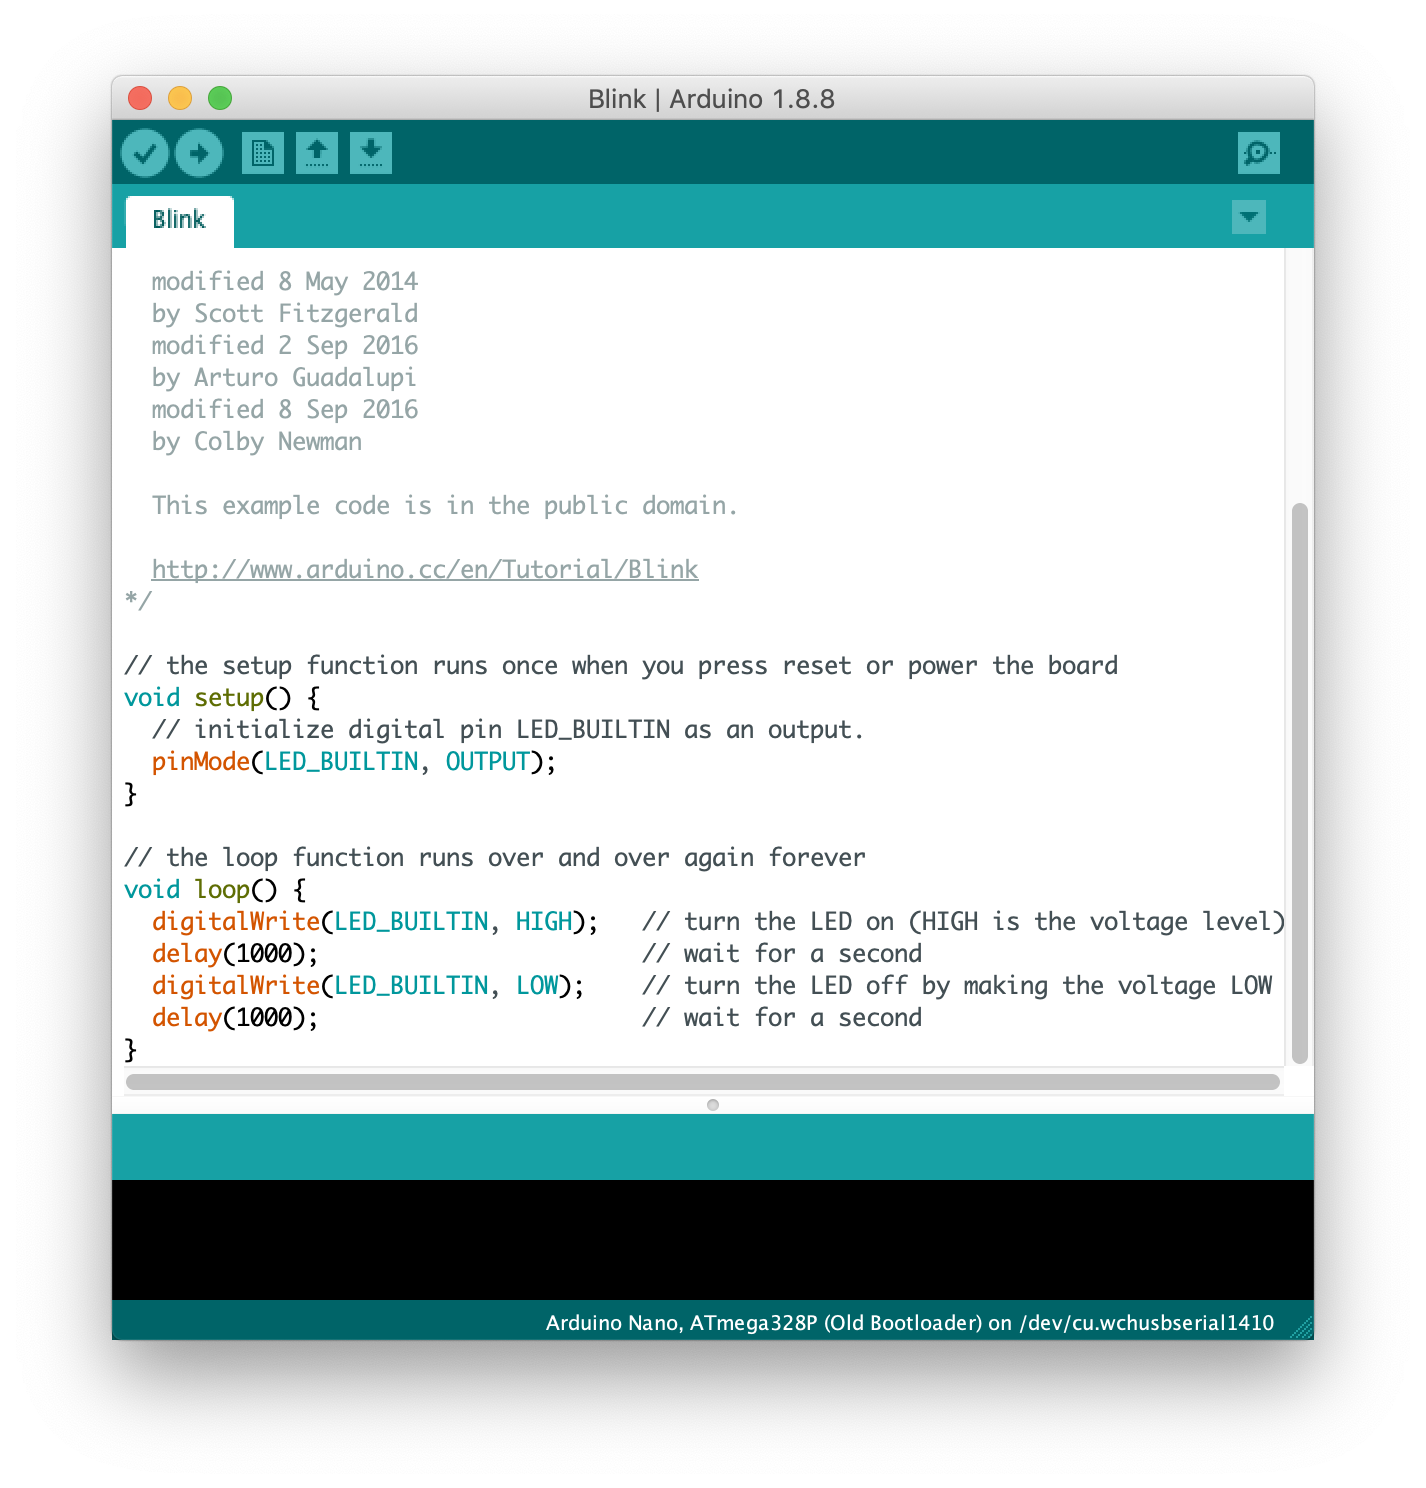 Blink | Arduino 1.8.8
Blink
modified 8 May 2014
by Scott Fitzgerald
modified 2 Sep 2016
by Arturo Guadalupi
modified 8 Sep 2016
by Colby Newman
This example code is in the public domain.
http://www.arduino.cc/en/Tutorial/Blink
*/
// the setup function runs once when you press reset or power the board
void setup() {
  // initialize digital pin LED_BUILTIN as an output.
  pinMode(LED_BUILTIN, OUTPUT);
}
// the loop function runs over and over again forever
void loop() {
  digitalWrite(LED_BUILTIN, HIGH);   // turn the LED on (HIGH is the voltage level)
  delay(1000);                       // wait for a second
  digitalWrite(LED_BUILTIN, LOW);    // turn the LED off by making the voltage LOW
  delay(1000);                       // wait for a second
}
Arduino Nano, ATmega328P (Old Bootloader) on /dev/cu.wchusbserial1410